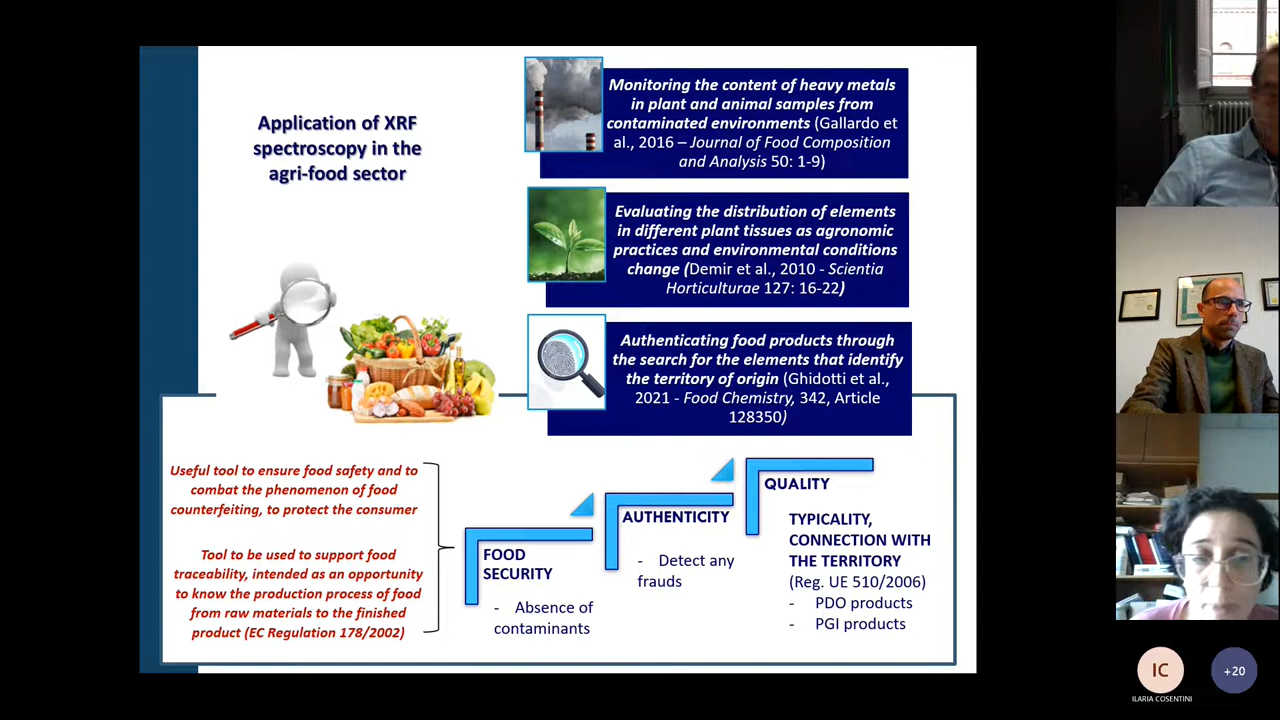 Application of XRF
spectroscopy in the
agri-food sector
Monitoring the content of heavy metals
in plant and animal samples from
contaminated environments (Gallardo et
al., 2016 – Journal of Food Composition
and Analysis 50: 1-9)
Evaluating the distribution of elements
in different plant tissues as agronomic
practices and environmental conditions
change (Demir et al., 2010 - Scientia
Horticulturae 127: 16-22)
Authenticating food products through
the search for the elements that identify
the territory of origin (Ghidotti et al.,
2021 - Food Chemistry, 342, Article
128350)
Useful tool to ensure food safety and to
combat the phenomenon of food
counterfeiting, to protect the consumer
Tool to be used to support food
traceability, intended as an opportunity
to know the production process of food
from raw materials to the finished
product (EC Regulation 178/2002)
FOOD
SECURITY
- Absence of
contaminants
AUTHENTICITY
- Detect any
frauds
QUALITY
TYPICALITY,
CONNECTION WITH
THE TERRITORY
(Reg. UE 510/2006)
- PDO products
- PGI products
IC
+20
ILARIA COSENTINI